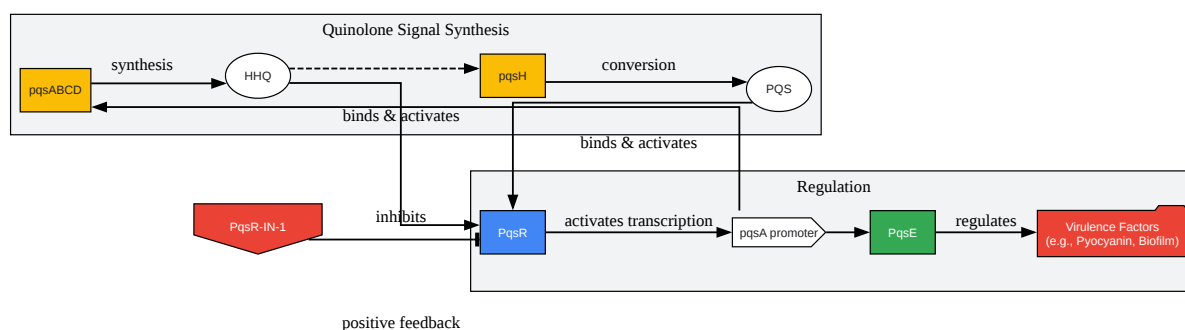 Quinolone Signal Synthesis
synthesis
HHQ
pqsABCD
pqsH
conversion
PQS
binds & activates
binds & activates
Regulation
PqsR-IN-1
inhibits
PqsR
activates transcription
pqsA promoter
PqsE
regulates
Virulence Factors
(e.g., Pyocyanin, Biofilm)
positive feedback